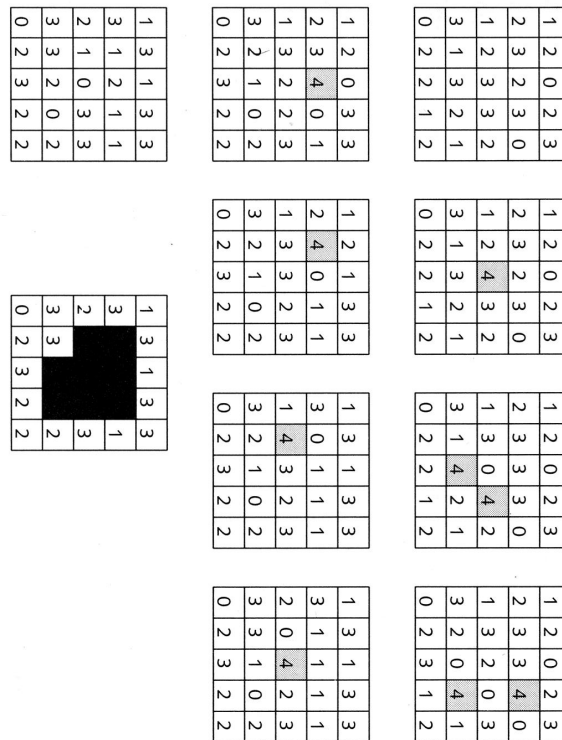 1 2 0 2 3 1 2 0 2 3 1 2 0 2 3 1 2 0 2 3
2 3 2 3 0 2 3 2 3 0 2 3 3 3 0 2 3 3 4 0
1 2 3 3 2 1 2 4 3 2 1 3 0 4 2 1 3 2 0 3
3 1 3 2 1 3 1 3 2 1 3 1 4 2 1 3 2 0 4 1
0 2 2 1 2 0 2 2 1 2 0 2 2 1 2 0 2 3 1 2
1 2 0 3 3 1 2 1 3 3 1 3 1 3 3 1 3 1 3 3
2 3 4 0 1 2 4 0 1 1 3 0 1 1 1 3 1 1 1 1
1 3 2 2 3 1 3 3 2 3 1 4 3 2 3 2 0 4 2 3
3 2 1 0 2 3 2 1 0 2 3 2 1 0 2 3 3 1 0 2
0 2 3 2 2 0 2 3 2 2 0 2 3 2 2 0 2 3 2 2
1 3 1 3 3 1 3 1 3 3
3 1 2 1 1 3 1
2 1 0 3 3 2 3
3 3 2 0 2 3 3 2
0 2 3 2 2 0 2 3 2 2